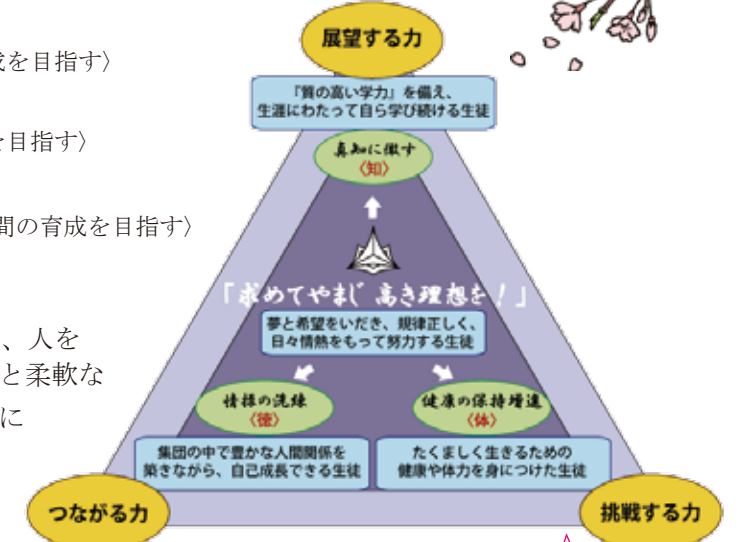 成を目指す〉
を目指す〉
間の育成を目指す〉
、人を
と柔軟な
に
展望する力
『質の高い学力』を備え、
生涯にわたって自ら学び続ける生徒
真知に徹す
〈知〉
「求めてやまじ 高き理想を!」
夢と希望をいだき、規律正しく、
日々情熱をもって努力する生徒
情操の洗練
〈徳〉
健康の保持増進
〈体〉
集団の中で豊かな人間関係を
築きながら、自己成長できる生徒
たくましく生きるための
健康や体力を身につけた生徒
つながる力
挑戦する力